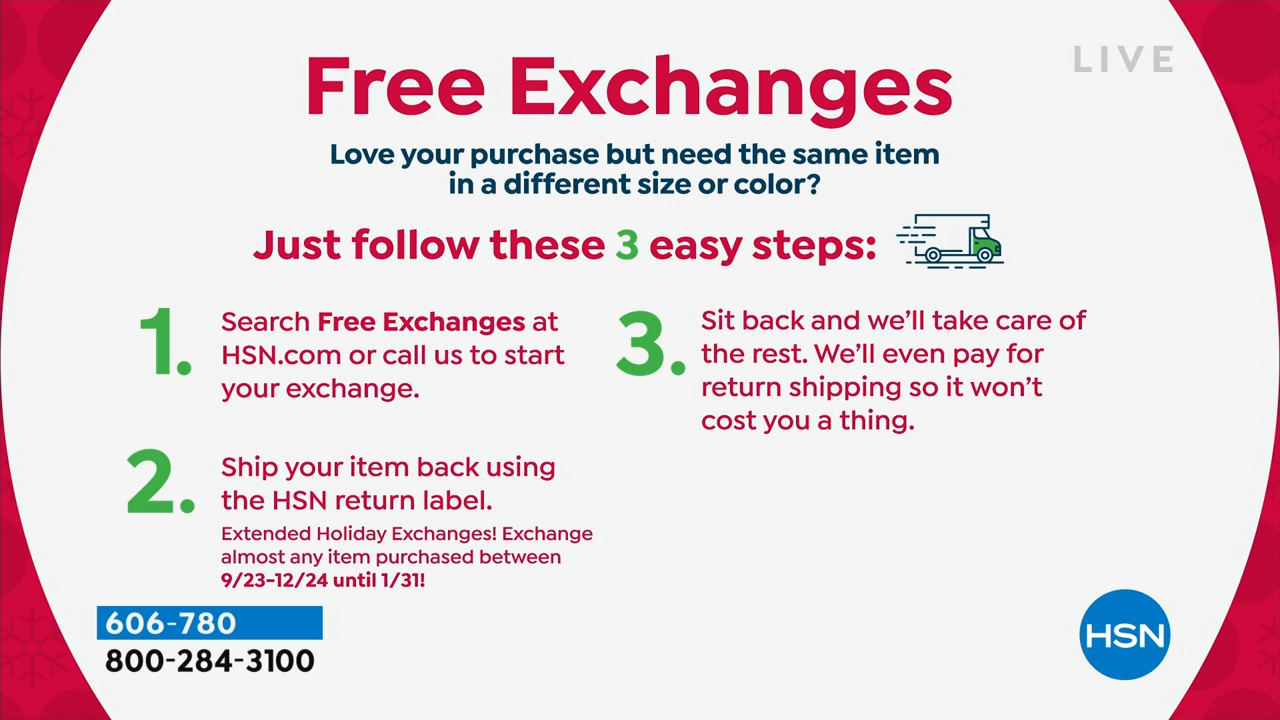 LIVE
Free Exchanges
Love your purchase but need the same item
in a different size or color?
Just follow these 3 easy steps:
1. Search Free Exchanges at
HSN.com or call us to start
your exchange.
2. Ship your item back using
the HSN return label.
Extended Holiday Exchanges! Exchange
almost any item purchased between
9/23-12/24 until 1/31!
3. Sit back and we’ll take care of
the rest. We’ll even pay for
return shipping so it won’t
cost you a thing.
606-780
800-284-3100
HSN